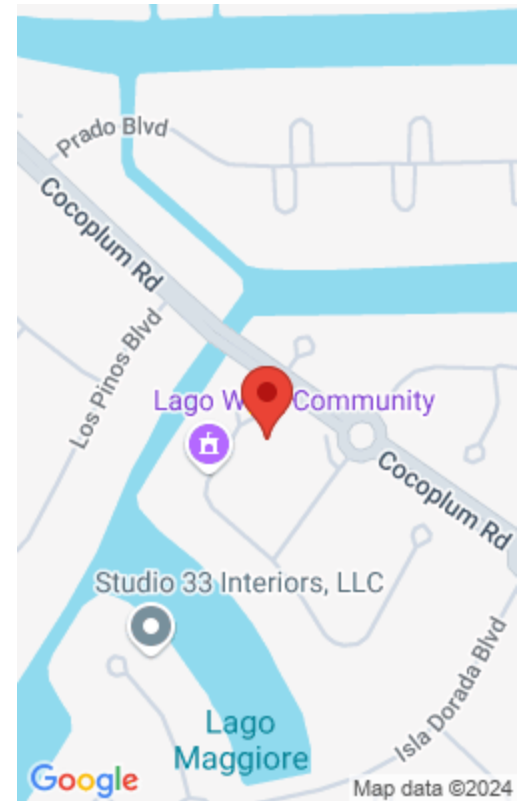 Prado Blvd
Cocoplum Rd
Los Pinos Blvd
Lago W Community
Cocoplum Rd
Studio 33 Interiors, LLC
Isla Dorada Blvd
Lago
Maggiore
Google
Map data ©2024